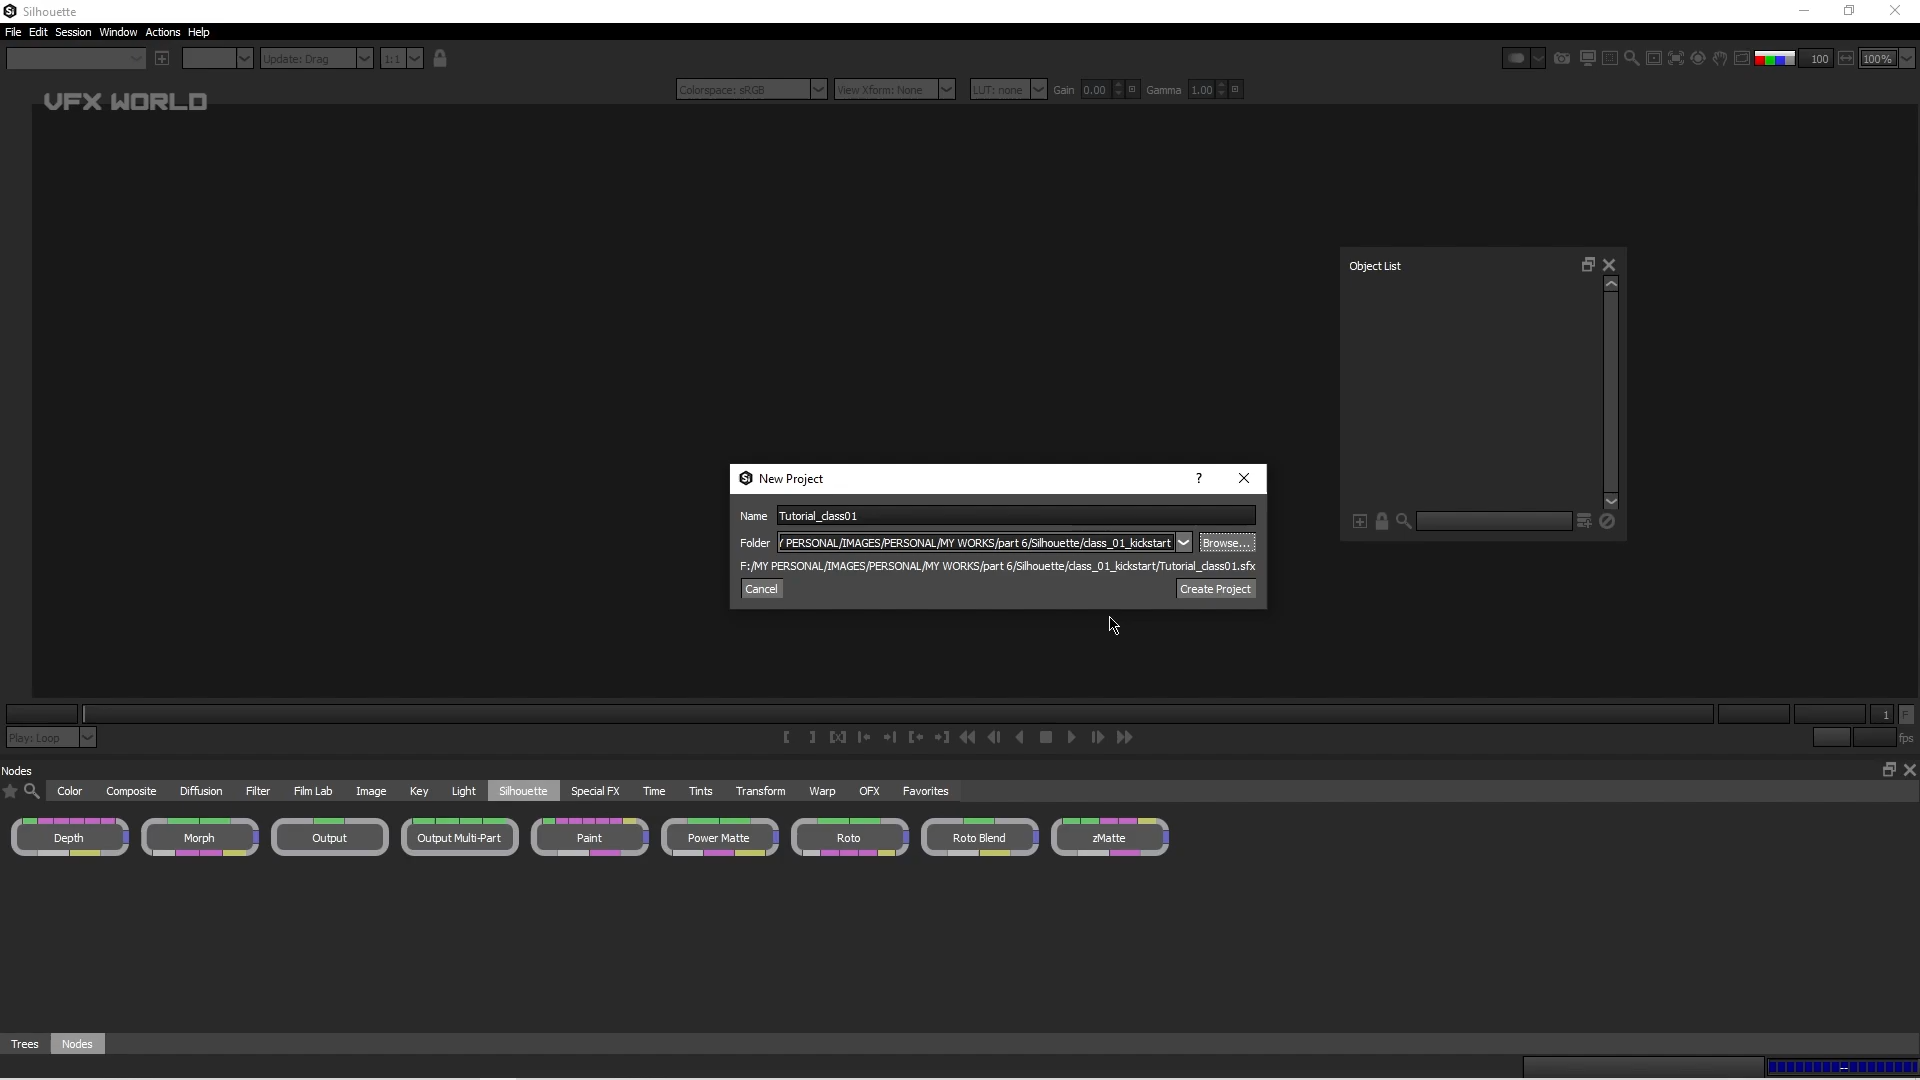 Silhouette
File Edit Session Window Actions Help
Update: Drag 1:1 100 100%
VFX WORLD
Colorspace: sRGB View Xform: None LUT: none Gain 0.00 Gamma 1.00
Object List
New Project ?
Name Tutorial_class01
Folder / PERSONAL/IMAGES/PERSONAL/MY WORKS/part 6/Silhouette/class_01_kickstart Browse...
F:/MY PERSONAL/IMAGES/PERSONAL/MY WORKS/part 6/Silhouette/class_01_kickstart/Tutorial_class01.sfx
Cancel Create Project
1 F
Play: Loop fps
Nodes
Color Composite Diffusion Filter Film Lab Image Key Light Silhouette Special FX Time Tints Transform Warp OFX Favorites
Depth Morph Output Output Multi-Part Paint Power Matte Roto Roto Blend zMatte
Trees Nodes
--